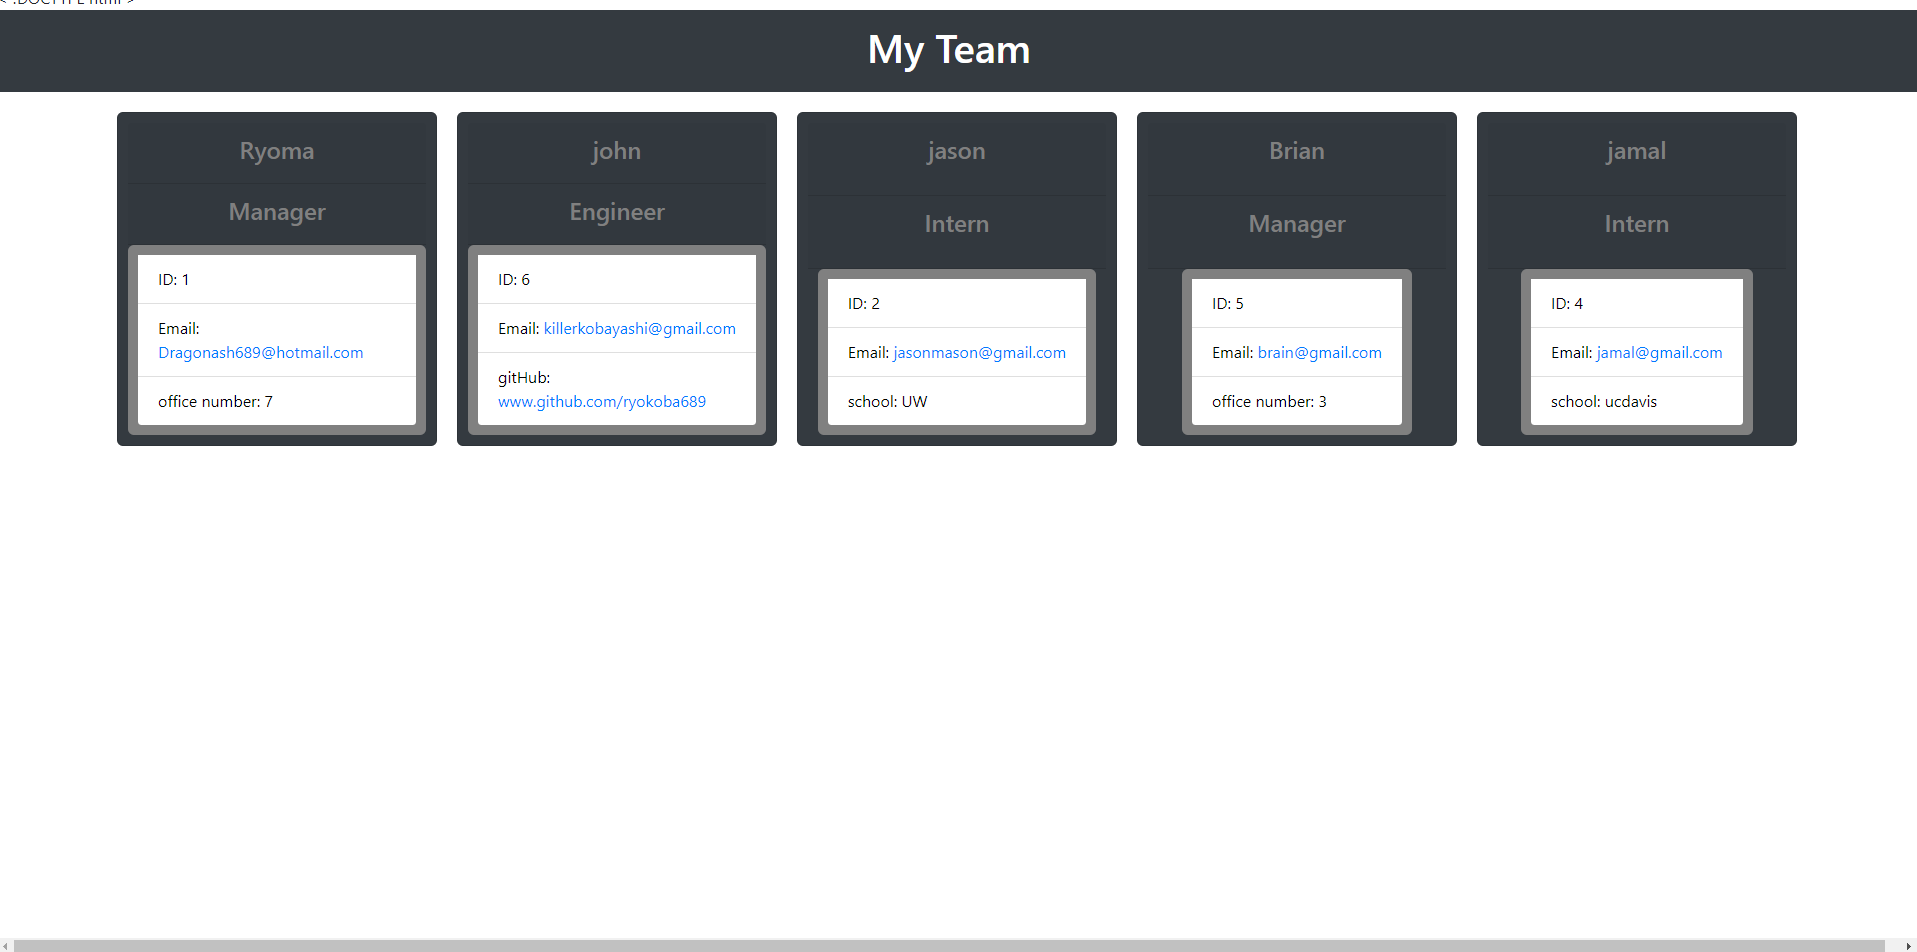 < !DOCTYPE html >
My Team
Ryoma
Manager
ID: 1
Email:
Dragonash689@hotmail.com
office number: 7
john
Engineer
ID: 6
Email: killerkobayashi@gmail.com
gitHub:
www.github.com/ryokoba689
jason
Intern
ID: 2
Email: jasonmason@gmail.com
school: UW
Brian
Manager
ID: 5
Email: brain@gmail.com
office number: 3
jamal
Intern
ID: 4
Email: jamal@gmail.com
school: ucdavis